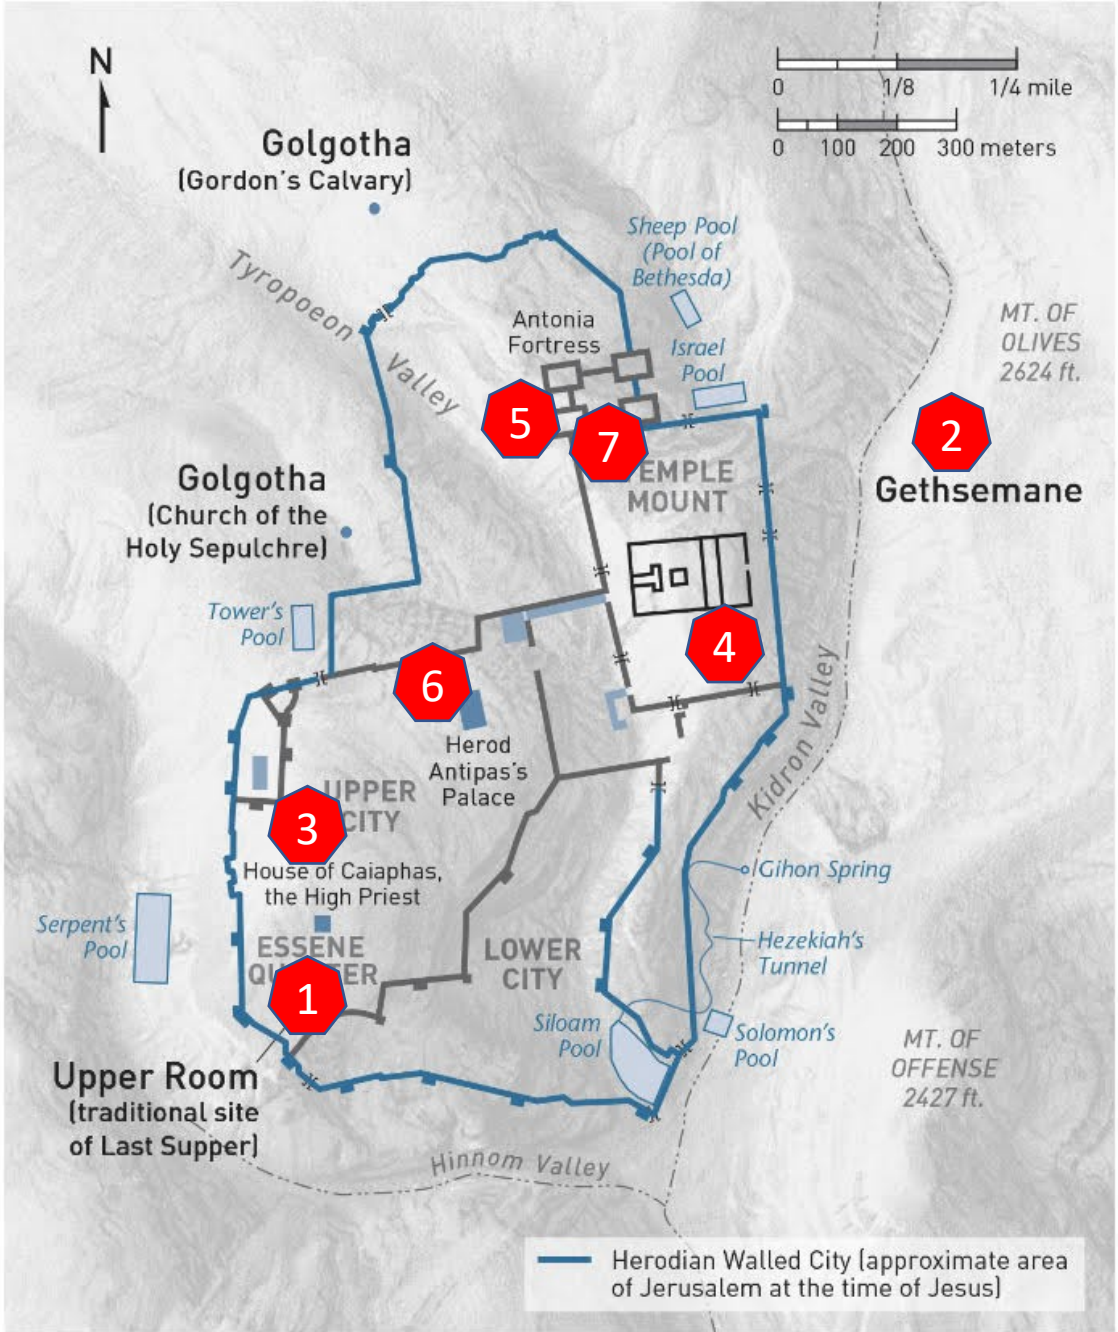 N
0 1/8 1/4 mile
0 100 200 300 meters
Golgotha
(Gordon's Calvary)
Sheep Pool
(Pool of
Bethesda)
Tyropoeon
Valley
Antonia
Fortress
Israel
Pool
MT. OF
OLIVES
2624 ft.
5
7
2
Gethsemane
EMPLE
MOUNT
Golgotha
(Church of the
Holy Sepulchre)
Tower's
Pool
4
6
Kidron Valley
Herod
Antipas's
Palace
UPPER
CITY
3
House of Caiaphas,
the High Priest
Gihon Spring
Serpent's
Pool
ESSENE
QU TER
LOWER
CITY
Hezekiah's
Tunnel
1
Siloam
Pool
Solomon's
Pool
MT. OF
OFFENSE
2427 ft.
Upper Room
(traditional site
of Last Supper)
Hinnom Valley
Herodian Walled City (approximate area
of Jerusalem at the time of Jesus)